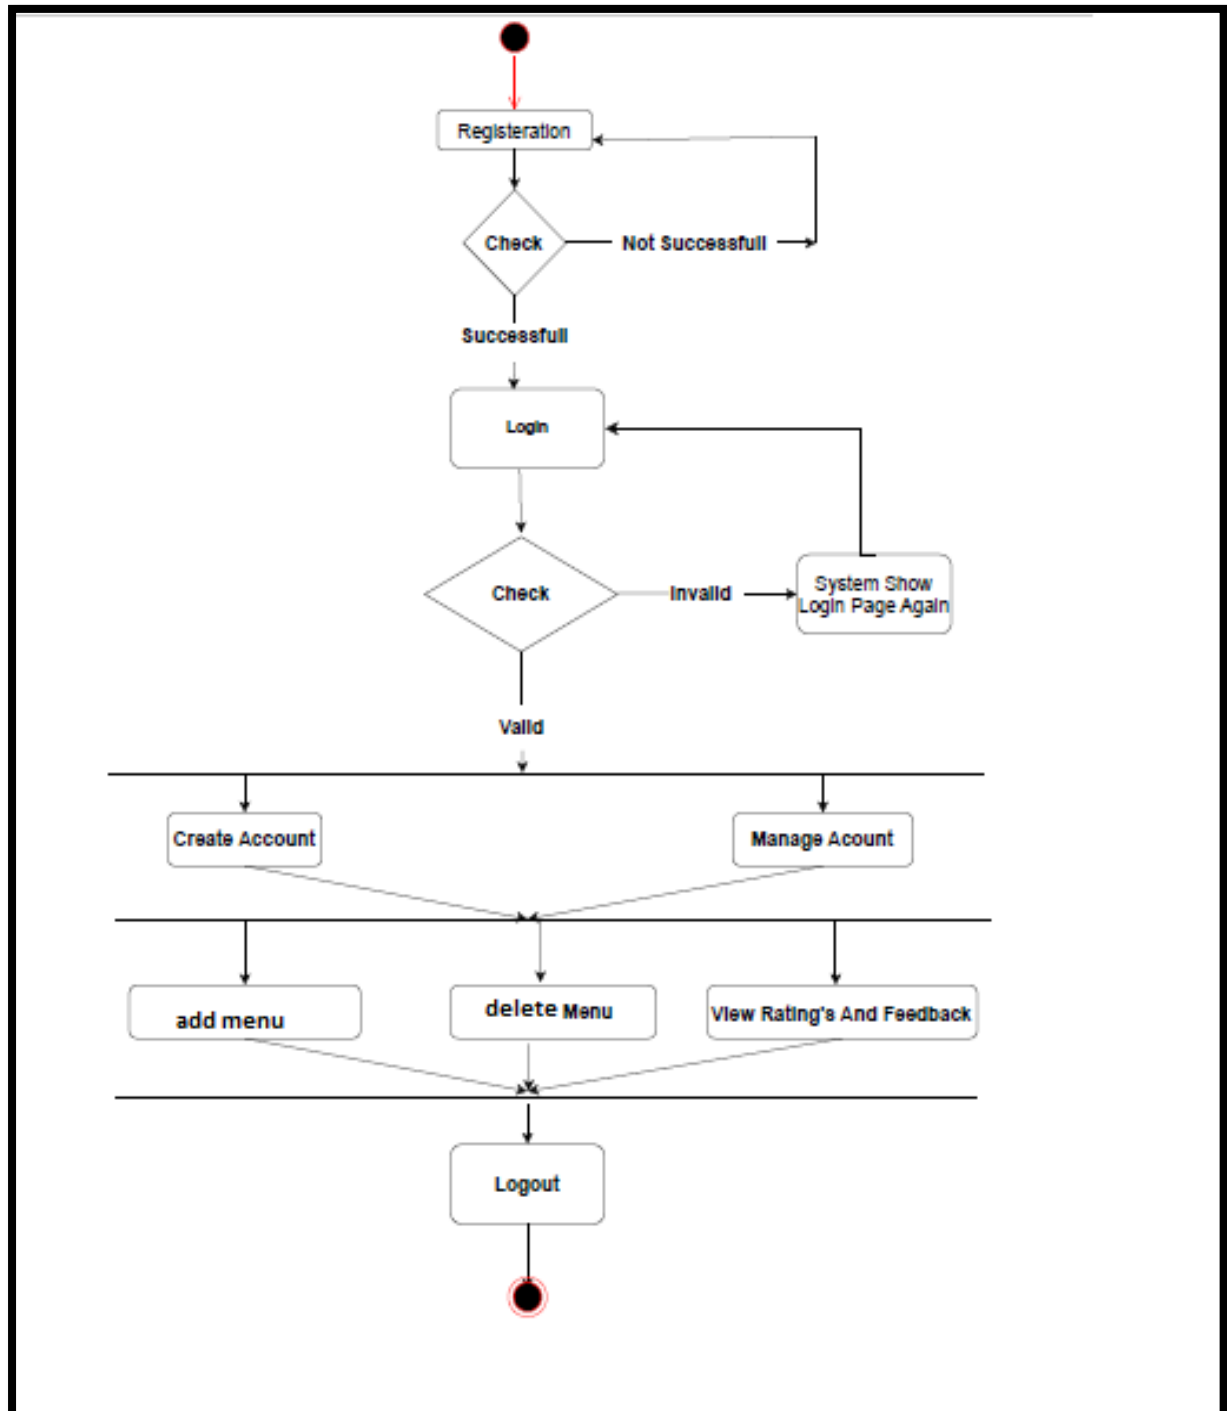 Registeration
Check
Not Successfull
Successfull
Login
Check
Invalid
System Show
Login Page Again
Valid
Create Account
Manage Acount
add menu
delete Menu
View Rating's And Feedback
Logout